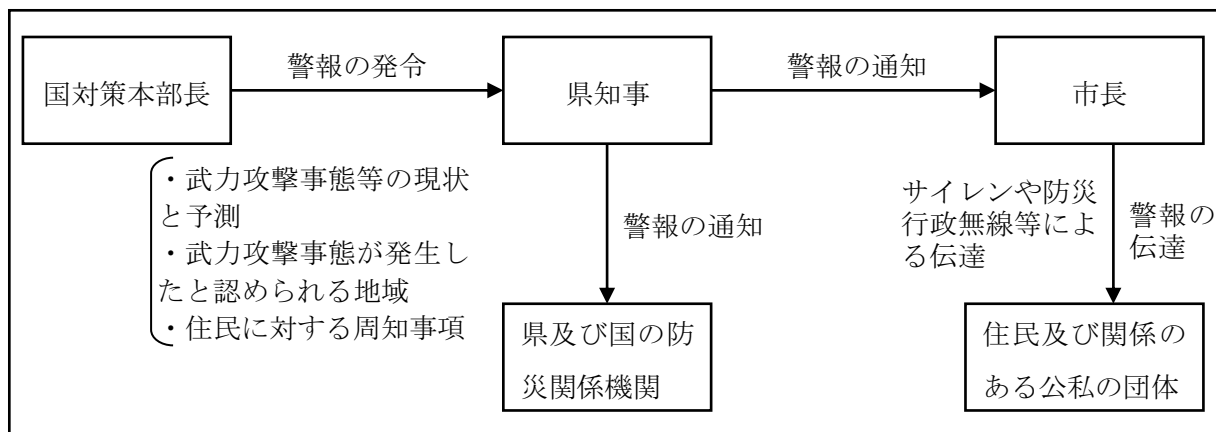 国対策本部長
警報の発令
県知事
警報の通知
市長
・武力攻撃事態等の現状
と予測
・武力攻撃事態が発生し
たと認められる地域
・住民に対する周知事項
警報の通知
サイレンや防災
行政無線等によ
る伝達
警報の
伝達
県及び国の防
災関係機関
住民及び関係の
ある公私の団体